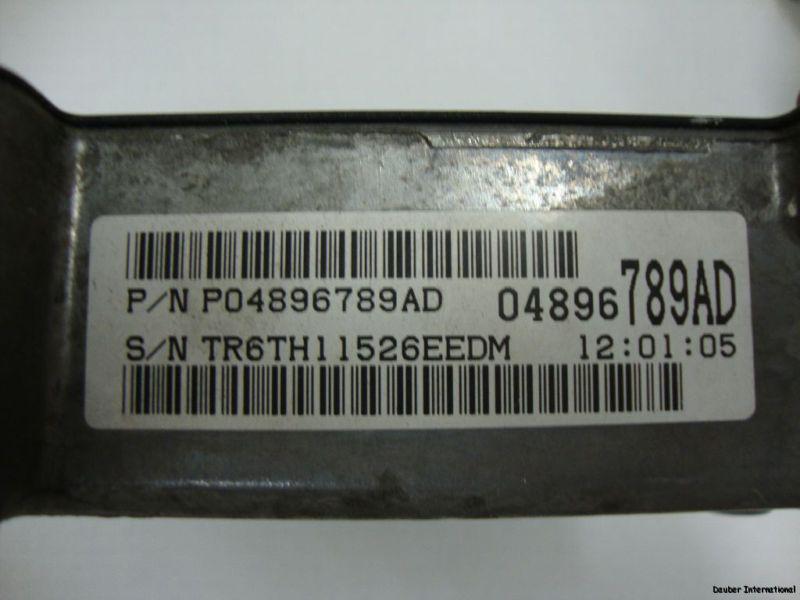 P/N P04896789AD 04896789AD
S/N TR6TH11526EEDM 12:01:05
Dauber International